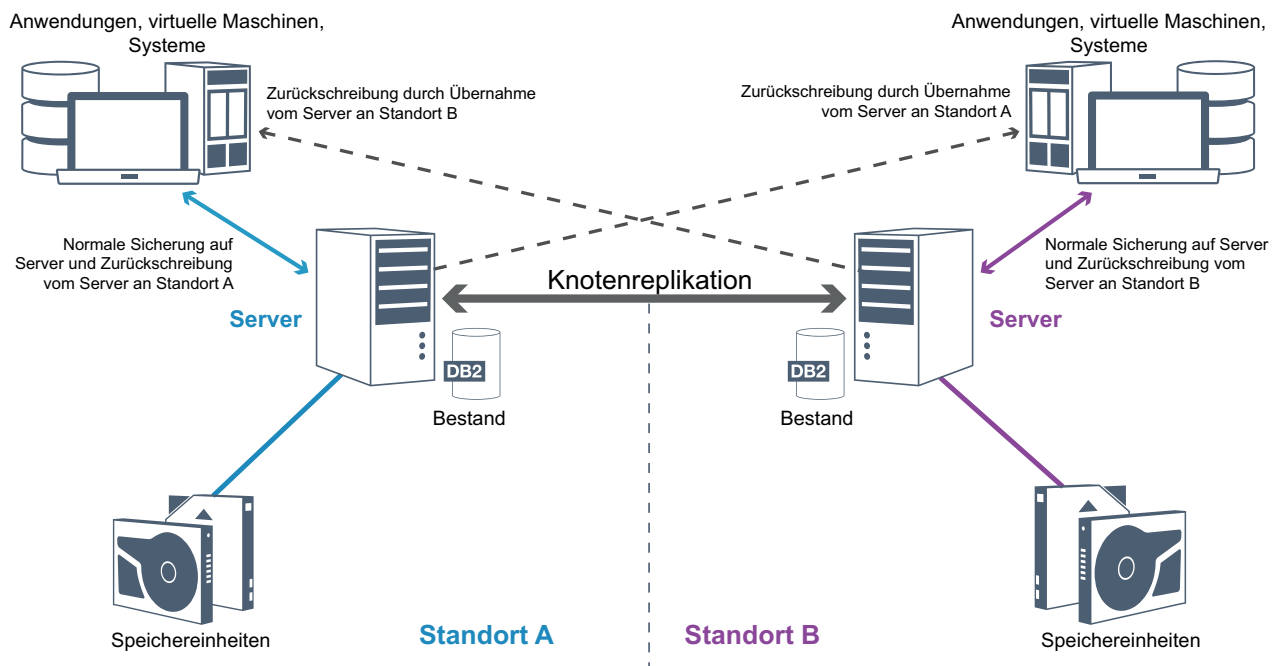 Anwendungen, virtuelle Maschinen,
Systeme
Zurückschreibung durch Übernahme
vom Server an Standort B
Normale Sicherung auf
Server und Zurückschreibung
vom Server an Standort A
Server
DB2
Bestand
Speichereinheiten
Standort A
Knotenreplikation
Anwendungen, virtuelle Maschinen,
Systeme
Zurückschreibung durch Übernahme
vom Server an Standort A
Normale Sicherung auf Server
und Zurückschreibung vom
Server an Standort B
Server
DB2
Bestand
Standort B
Speichereinheiten